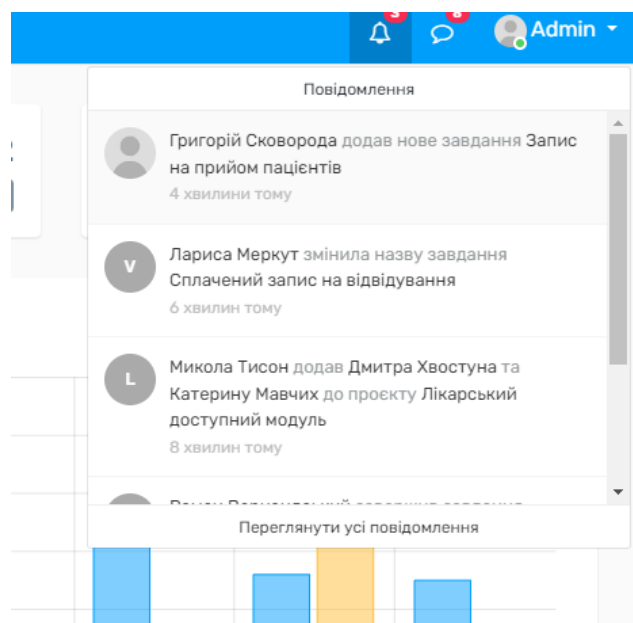 Admin
Повідомлення
Григорій Сковорода додав нове завдання Запис
на прийом пацієнтів
4 хвилини тому
V
Лариса Меркут змінила назву завдання
Сплачений запис на відвідування
6 хвилин тому
L
Микола Тисон додав Дмитра Хвостуна та
Катерину Мавчих до проєкту Лікарський
доступний модуль
8 хвилин тому
Переглянути усі повідомлення